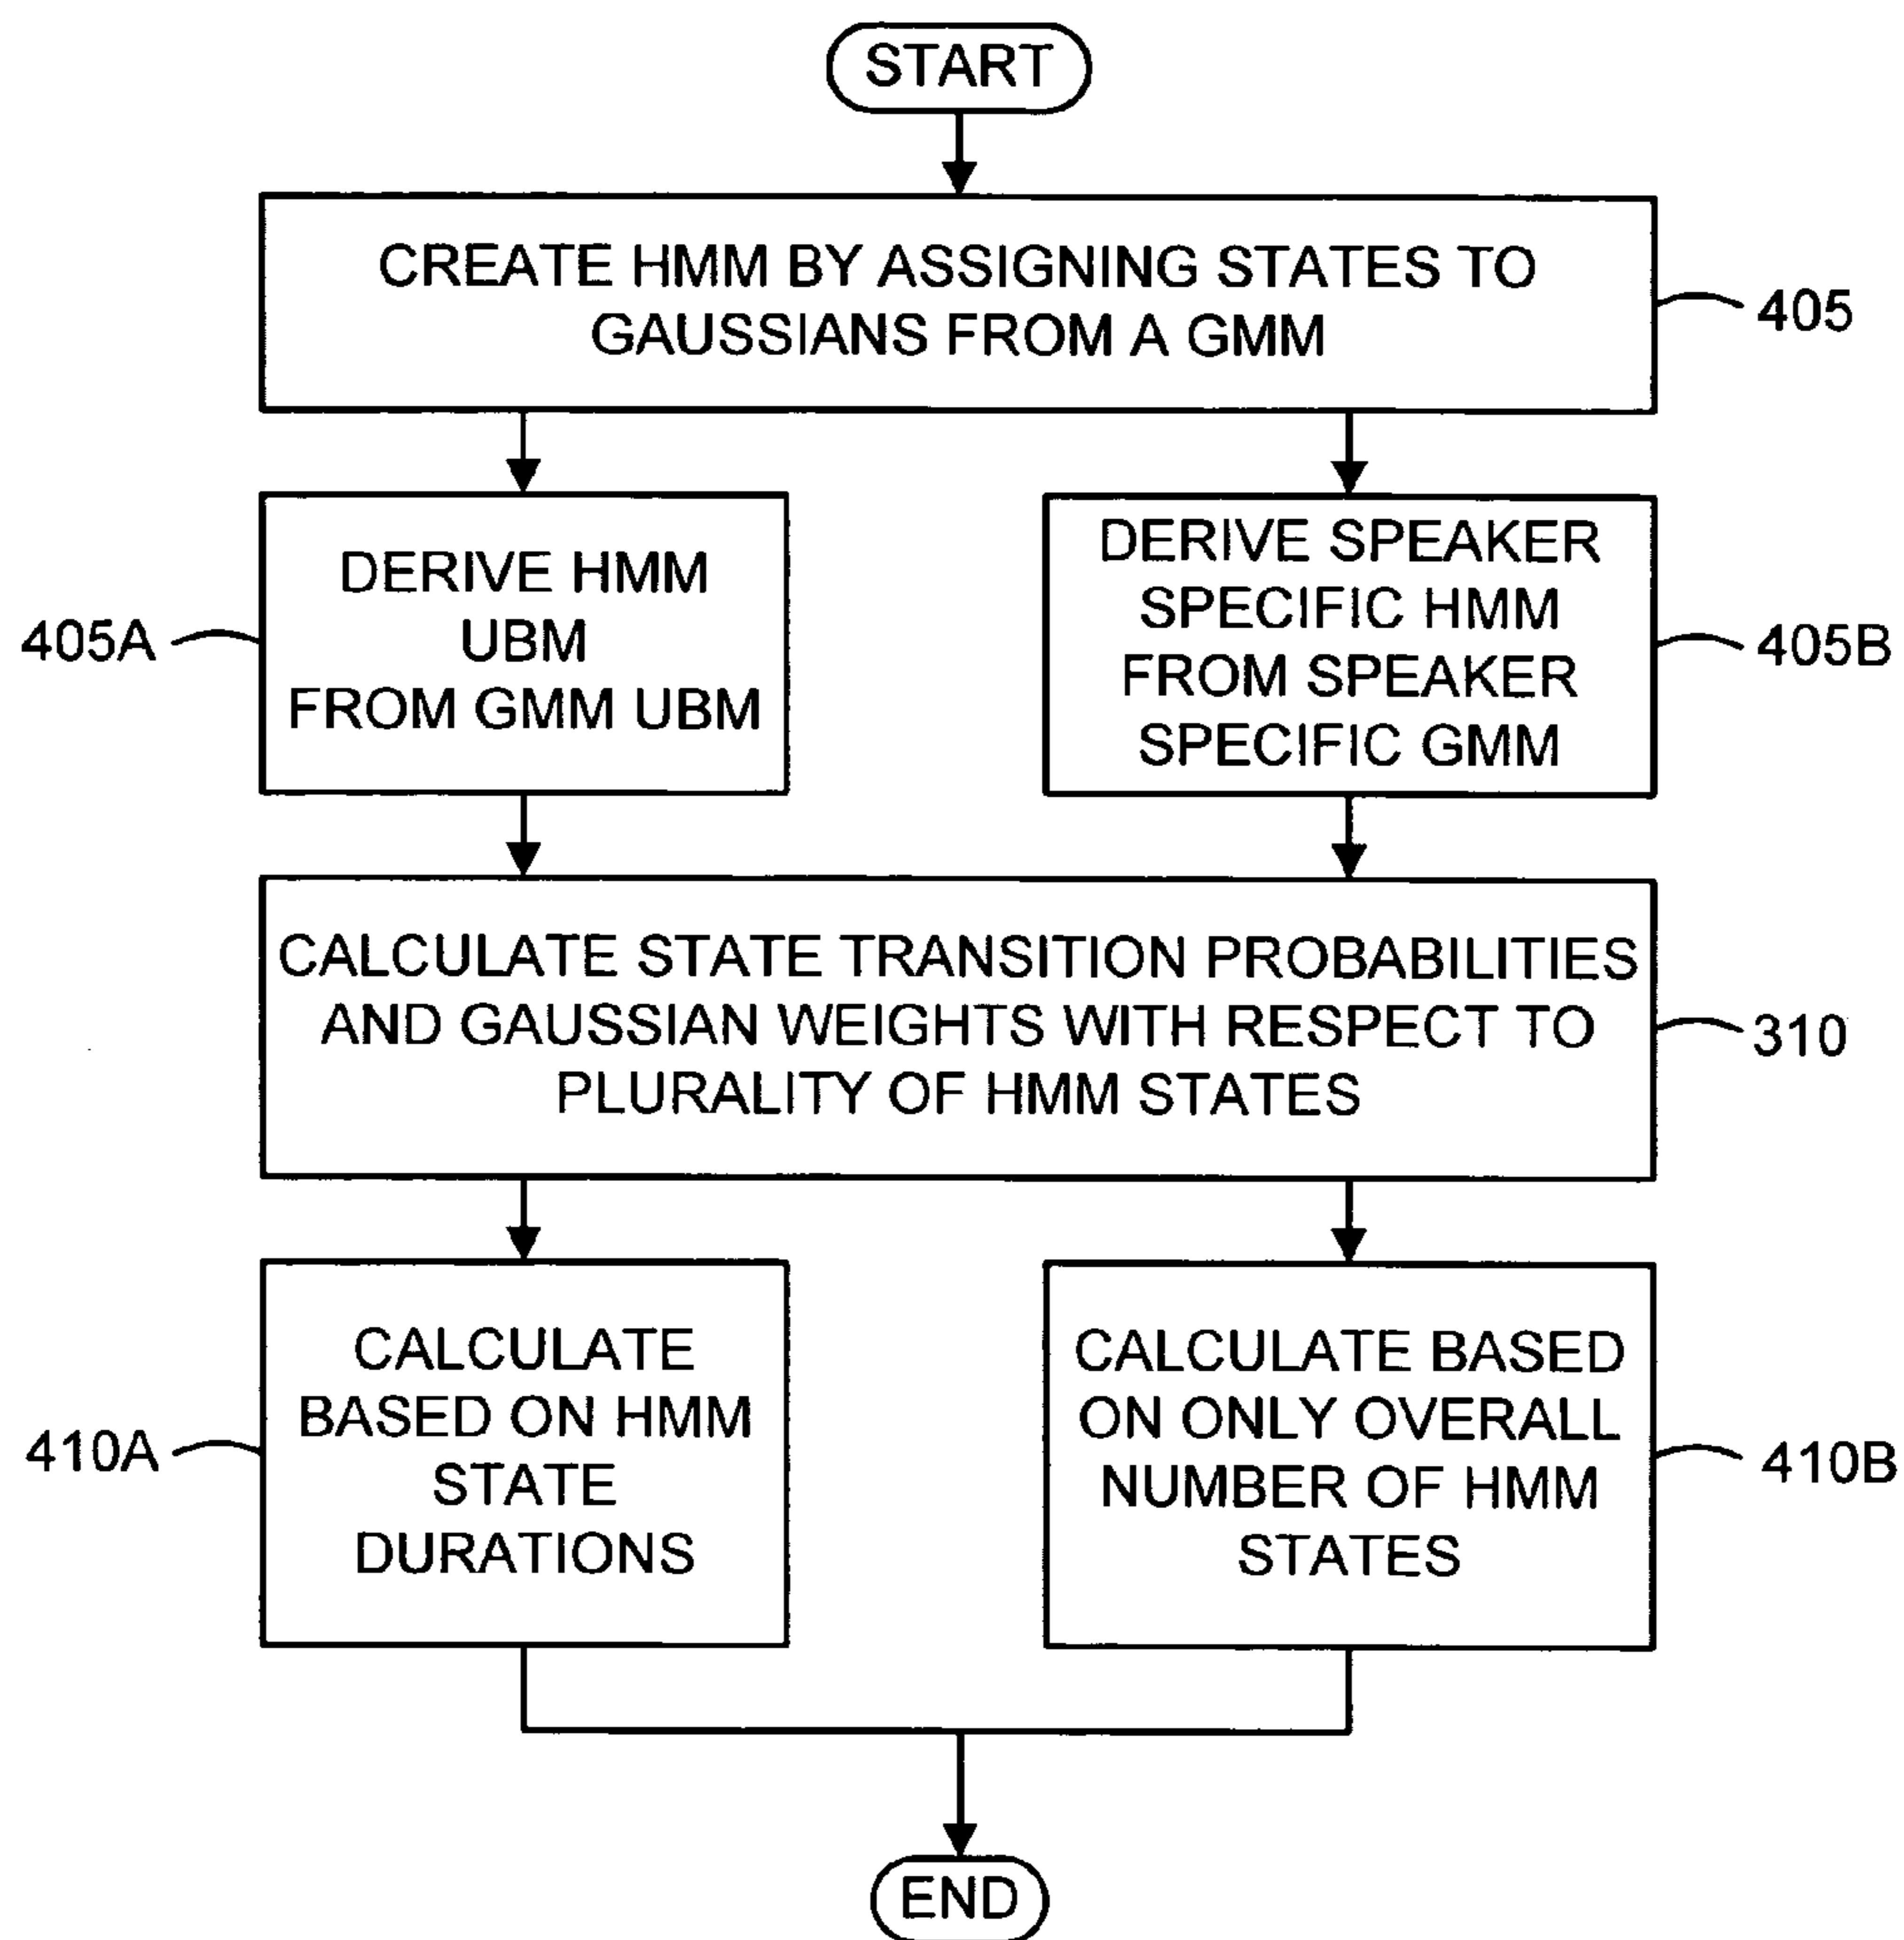 START
CREATE HMM BY ASSIGNING STATES TO
GAUSSIANS FROM A GMM
405
DERIVE HMM
UBM
FROM GMM UBM
405A
DERIVE SPEAKER
SPECIFIC HMM
FROM SPEAKER
SPECIFIC GMM
405B
CALCULATE STATE TRANSITION PROBABILITIES
AND GAUSSIAN WEIGHTS WITH RESPECT TO
PLURALITY OF HMM STATES
310
CALCULATE
BASED ON HMM
STATE
DURATIONS
410A
CALCULATE BASED
ON ONLY OVERALL
NUMBER OF HMM
STATES
410B
END